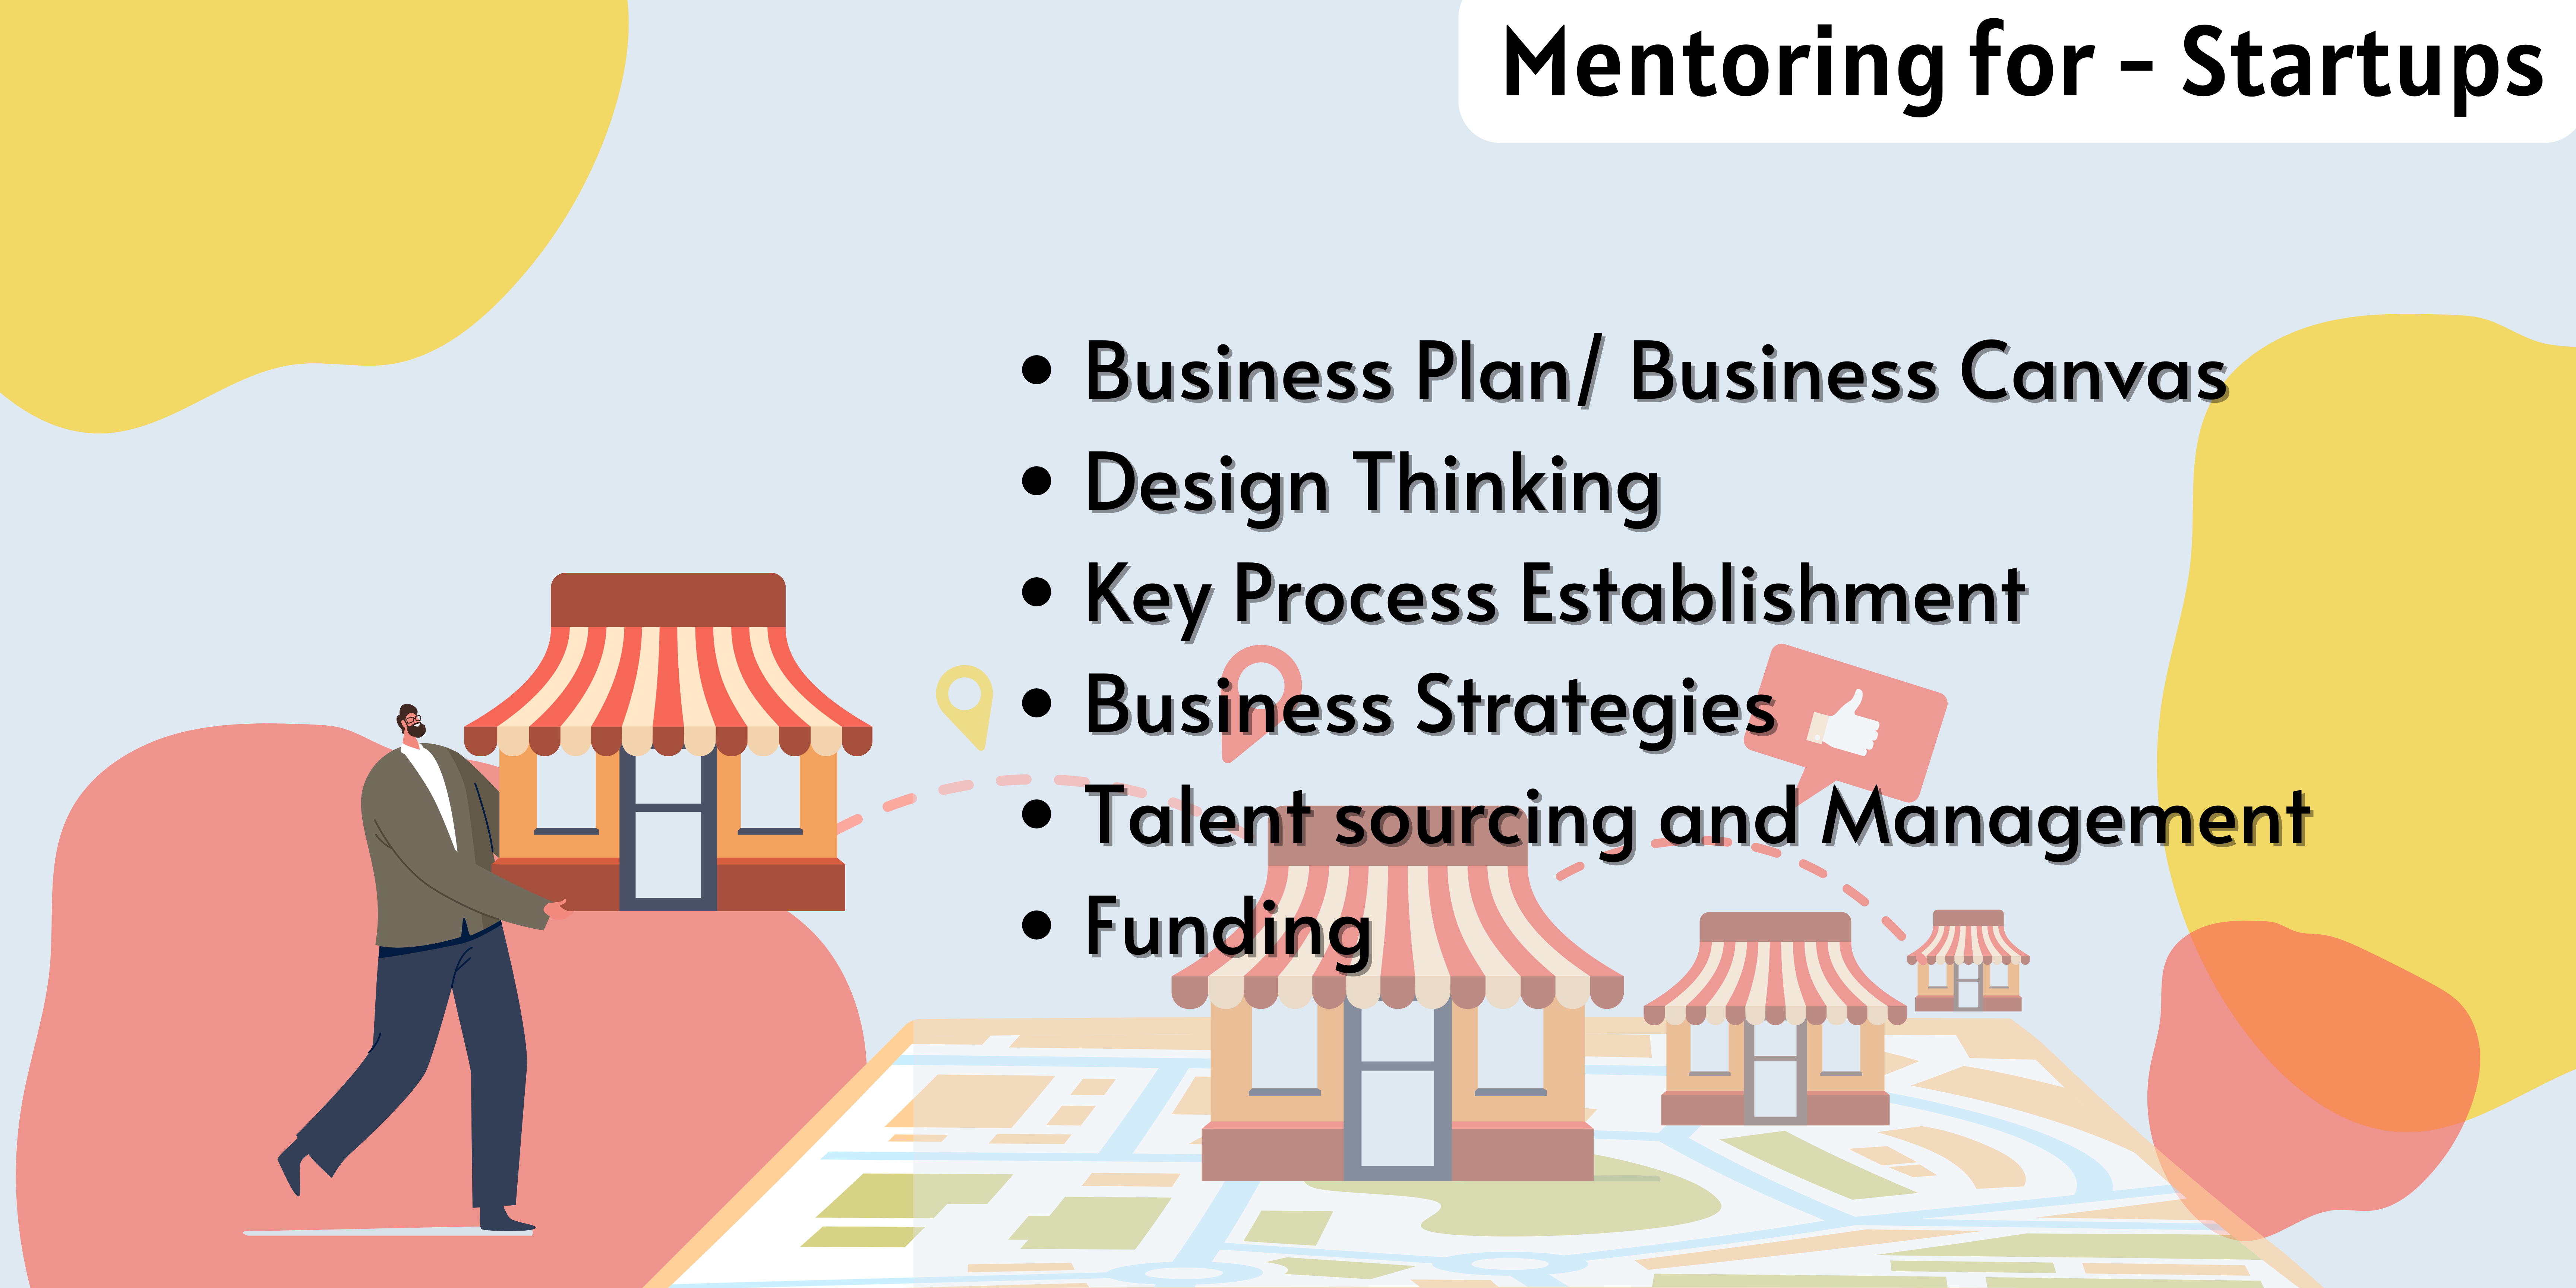 Mentoring for - Startups
• Business Plan/ Business Canvas
• Design Thinking
• Key Process Establishment
• Business Strategies
• Talent sourcing and Management
• Funding